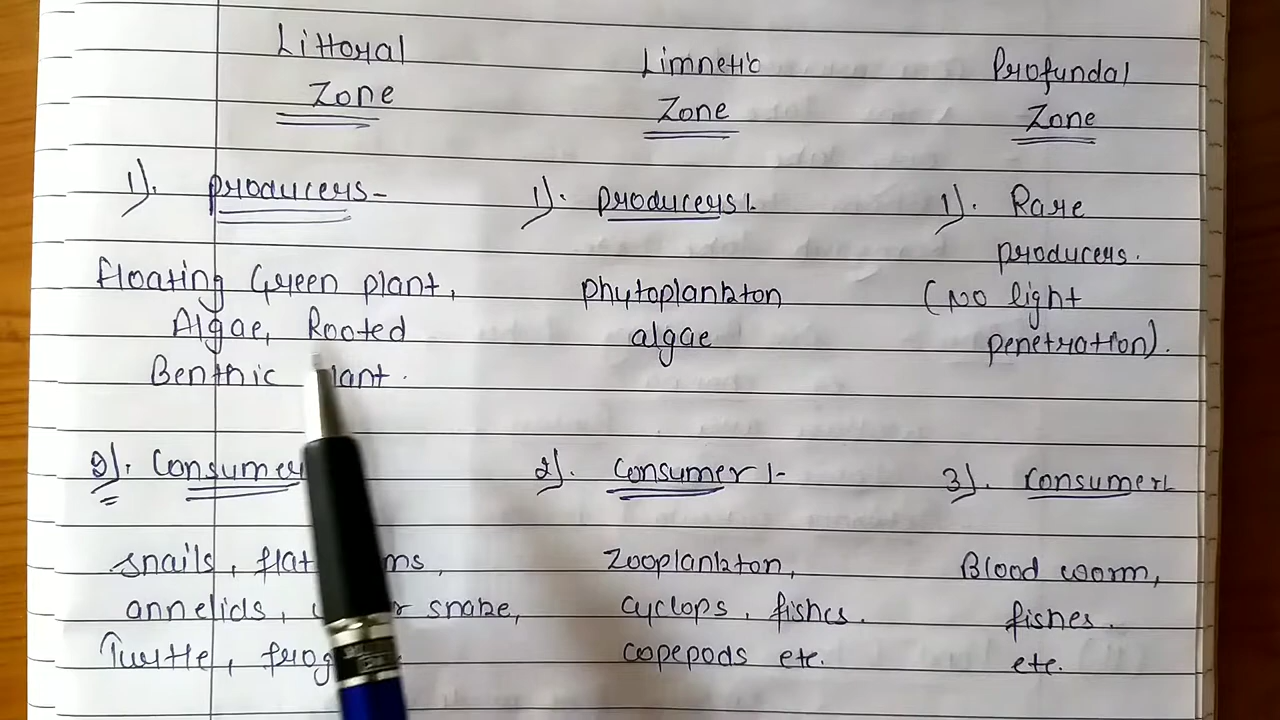 Littoral
Zone
1). producers-
Floating Green plant,
Algae, Rooted
Benthic
2). Consumer
snails, flat
annelids, snake,
Turtle, frog
Limnetic
Zone
1). producers:-
phytoplankton
algae
2). Consumer :-
Zooplankton,
cyclops, fishes.
copepods etc.
Profundal
Zone
1). Rare
producers.
(No light
penetration).
3). Consumer:-
Blood worm,
fishes.
etc.